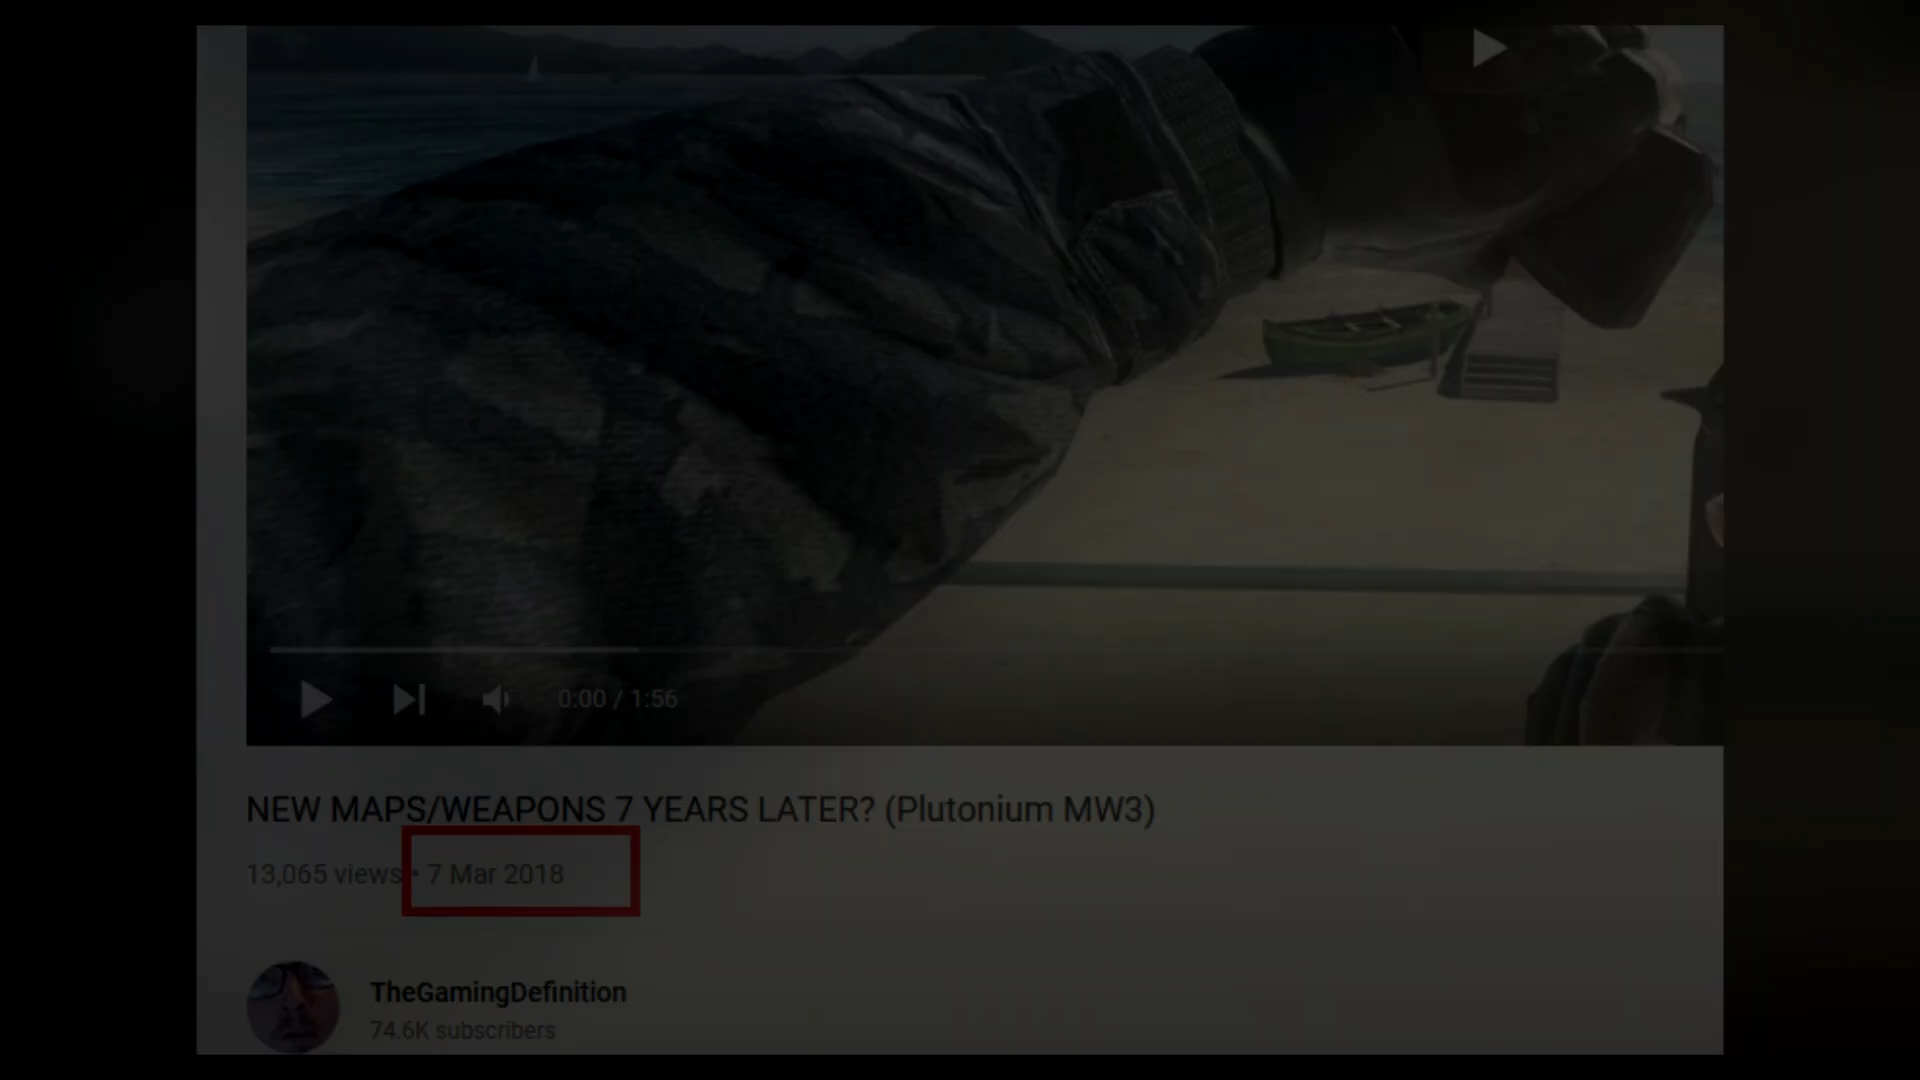 0:00 / 1:56
NEW MAPS/WEAPONS 7 YEARS LATER? (Plutonium MW3)
13,065 views • 7 Mar 2018
TheGamingDefinition
74.6K subscribers